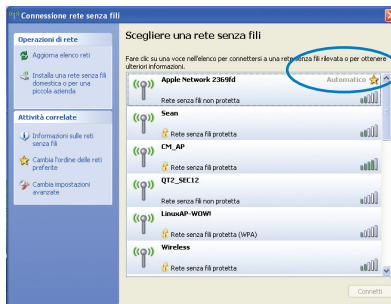 Connessione rete senza fili
Operazioni di rete
Aggiorna elenco reti
Installa una rete senza fili
domestica o per una
piccola azienda
Attività correlate
Informazioni sulle reti
senza fili
Cambia l'ordine delle reti
preferite
Cambia impostazioni
avanzate
Scegliere una rete senza fili
Fare clic su una voce nell'elenco per connettersi a una rete senza fili rilevata o per ottenere
ulteriori informazioni.
Apple Network 2369fd
Automatico
Rete senza fili non protetta
Sean
Rete senza fili protetta
CM_AP
Rete senza fili protetta
QT2_SEC12
Rete senza fili non protetta
LinuxAP-WOW!
Rete senza fili protetta (WPA)
Wireless
Rete senza fili protetta
Connetti